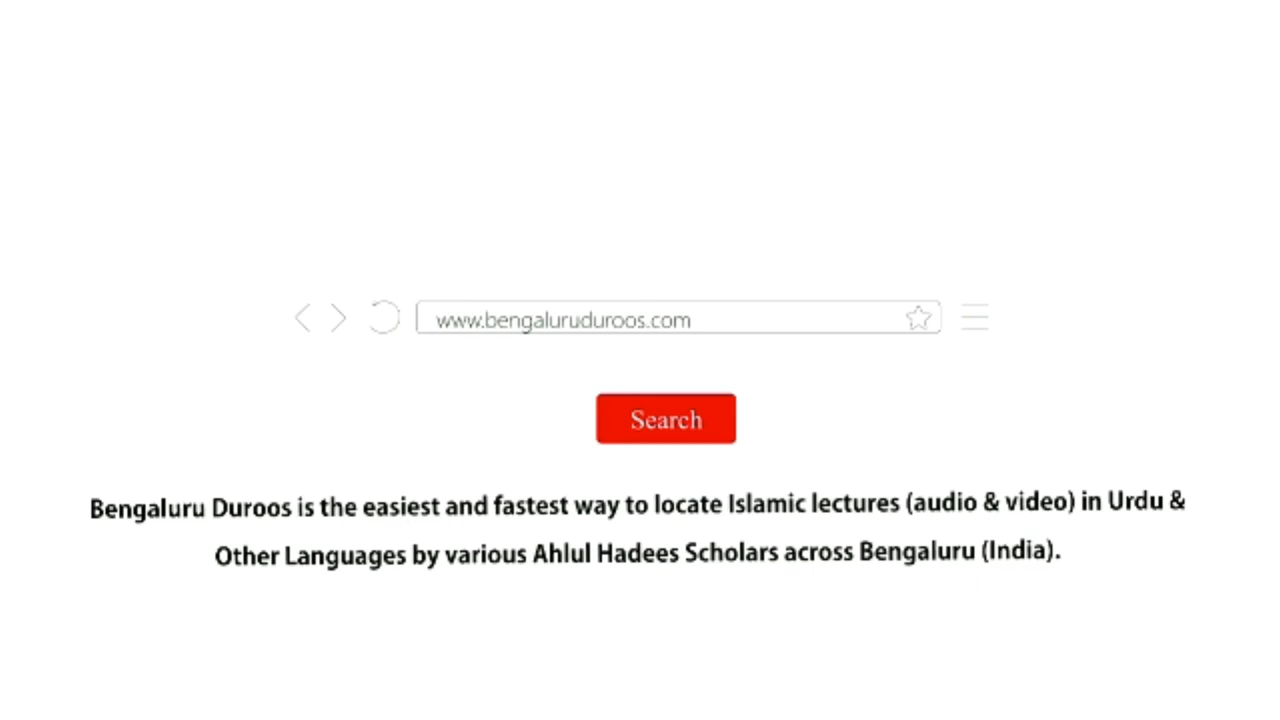 www.bengaluruduroos.com
Search
Bengaluru Duroos is the easiest and fastest way to locate Islamic lectures (audio & video) in Urdu &
Other Languages by various Ahlul Hadees Scholars across Bengaluru (India).